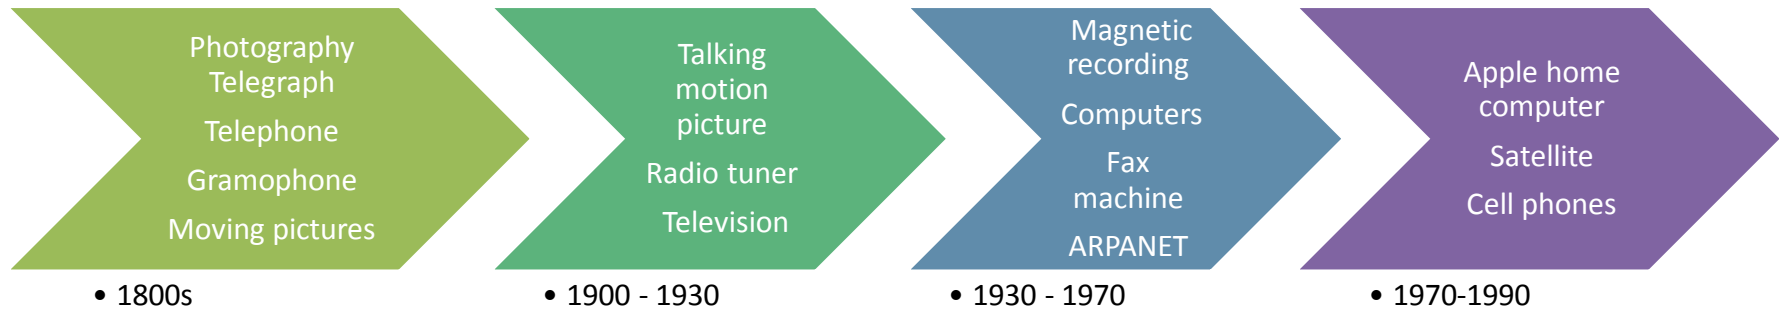 Photography
Telegraph
Telephone
Gramophone
Moving pictures
• 1800s
Talking
motion
picture
Radio tuner
Television
• 1900 - 1930
Magnetic
recording
Computers
Fax
machine
ARPANET
• 1930 - 1970
Apple home
computer
Satellite
Cell phones
• 1970-1990